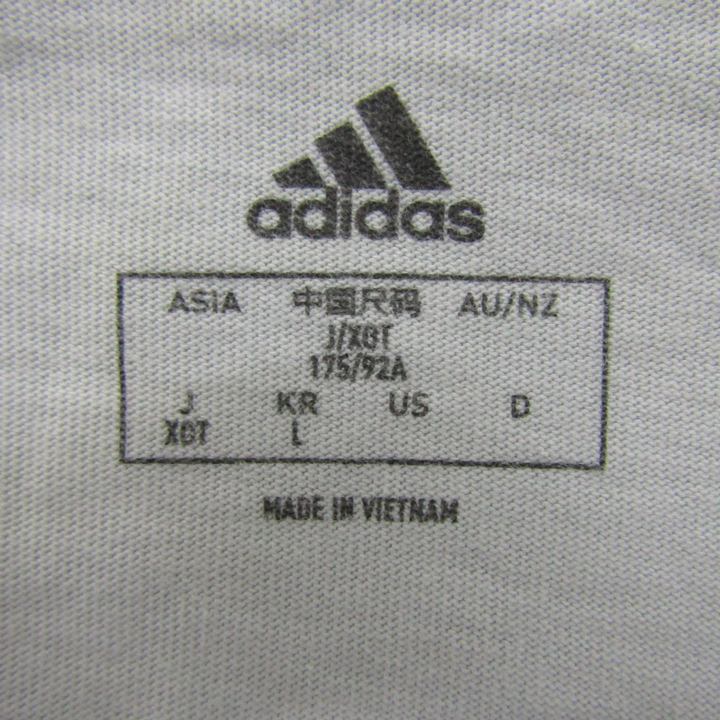 adidas
ASIA 中国尺码 AU/NZ
J/XOT
175/92A
J KR US D
XOT L
MADE IN VIETNAM